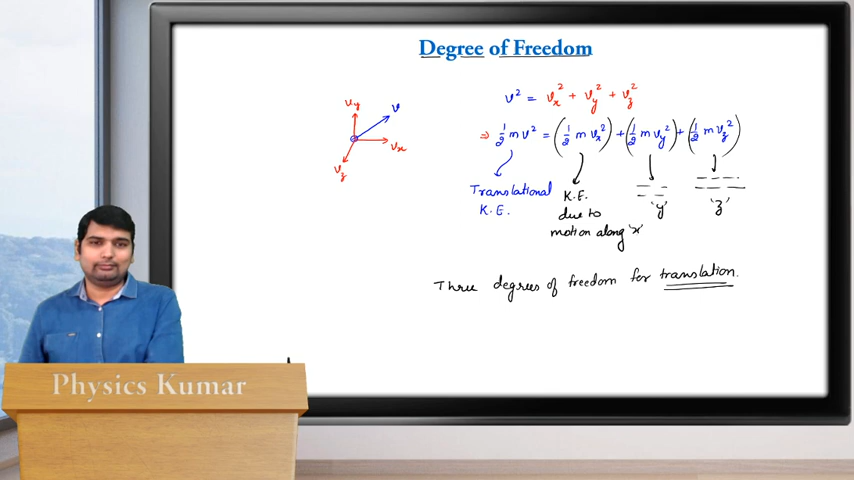 Degree of Freedom
v² = vx² + vy² + vz²
vy
v
vx
vz
⇒ 1/2 m v² = (1/2 m vx²) + (1/2 m vy²) + (1/2 m vz²)
Translational
K.E.
K.E.
due to
motion along 'x'
'y'
'z'
Three degrees of freedom for translation.
Physics Kumar